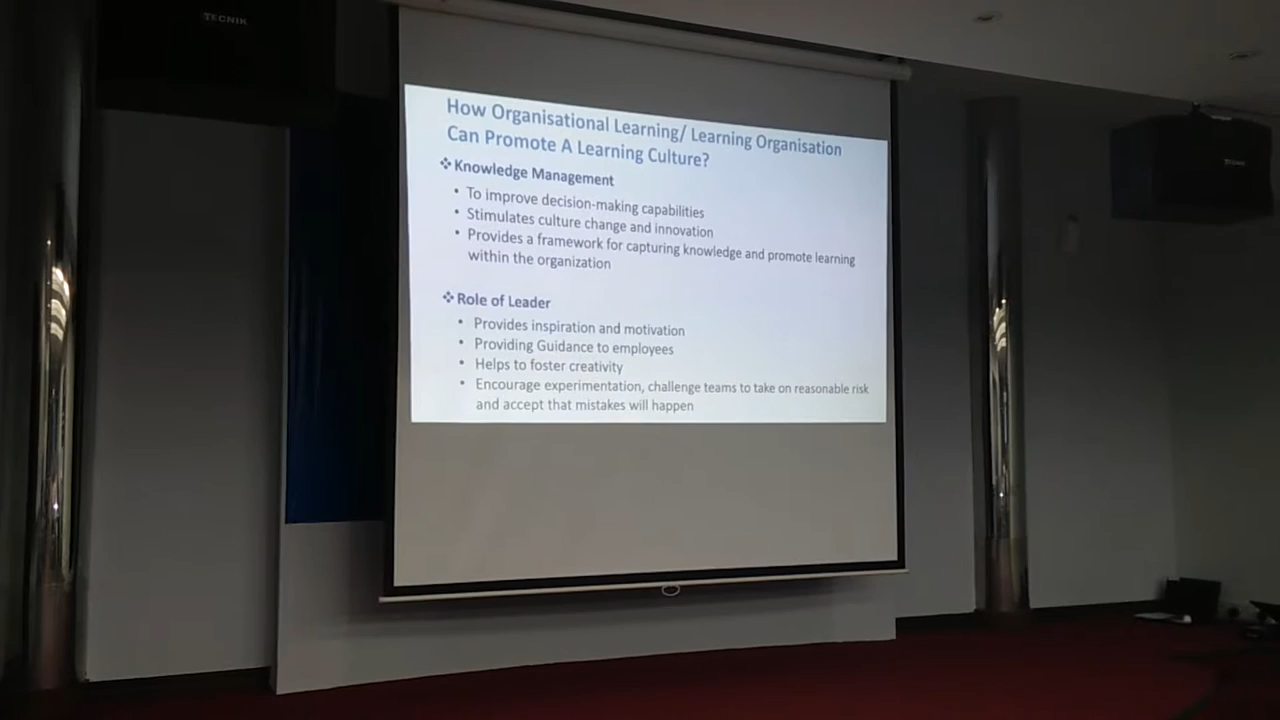 TECNIK
How Organisational Learning/ Learning Organisation
Can Promote A Learning Culture?
❖ Knowledge Management
• To improve decision-making capabilities
• Stimulates culture change and innovation
• Provides a framework for capturing knowledge and promote learning
within the organization
❖ Role of Leader
• Provides inspiration and motivation
• Providing Guidance to employees
• Helps to foster creativity
• Encourage experimentation, challenge teams to take on reasonable risk
and accept that mistakes will happen